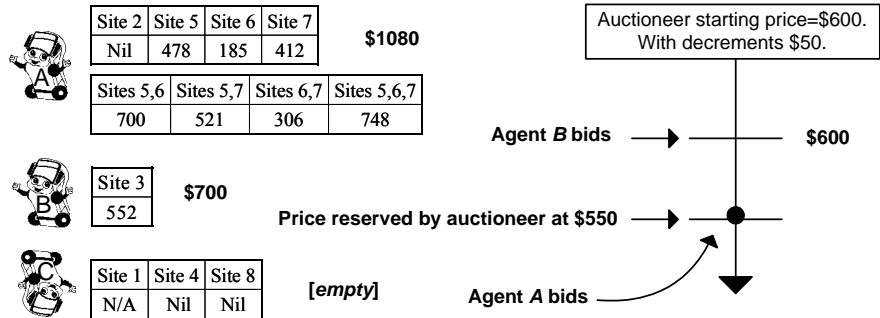 Site 2 Site 5 Site 6 Site 7
Nil 478 185 412
$1080
A
Sites 5,6 Sites 5,7 Sites 6,7 Sites 5,6,7
700 521 306 748
B
Site 3
552
$700
C
Site 1 Site 4 Site 8
N/A Nil Nil
[empty]
Auctioneer starting price=$600.
With decrements $50.
Agent B bids
$600
Price reserved by auctioneer at $550
Agent A bids